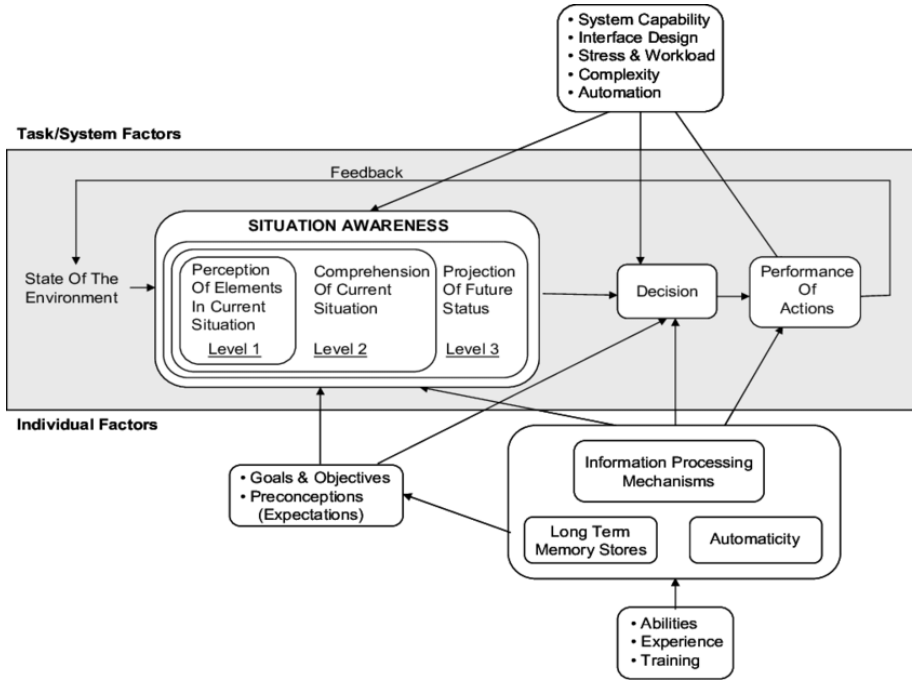 • System Capability
• Interface Design
• Stress & Workload
• Complexity
• Automation
Task/System Factors
Feedback
SITUATION AWARENESS
State Of The
Environment
Perception
Of Elements
In Current
Situation
Level 1
Comprehension
Of Current
Situation
Level 2
Projection
Of Future
Status
Level 3
Decision
Performance
Of
Actions
Individual Factors
• Goals & Objectives
• Preconceptions
(Expectations)
Information Processing
Mechanisms
Long Term
Memory Stores
Automaticity
• Abilities
• Experience
• Training